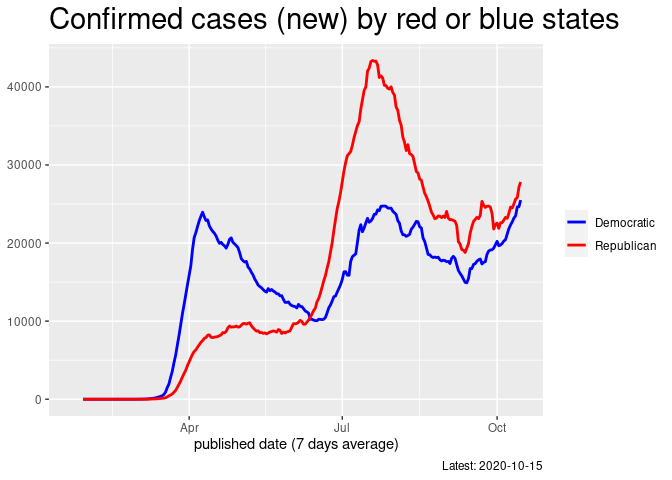 Confirmed cases (new) by red or blue states
40000
30000
20000
10000
0
Apr
Jul
Oct
published date (7 days average)
Democratic
Republican
Latest: 2020-10-15